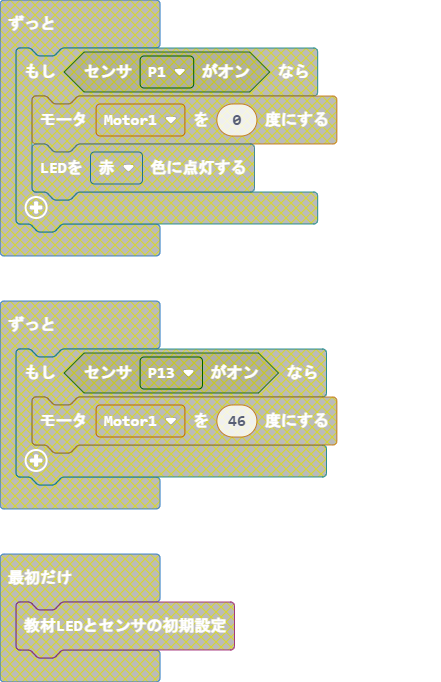 ずっと
もし センサ P1 がオン なら
モータ Motor1 を 0 度にする
LEDを 赤 色に点灯する
ずっと
もし センサ P13 がオン なら
モータ Motor1 を 46 度にする
最初だけ
教材LEDとセンサの初期設定